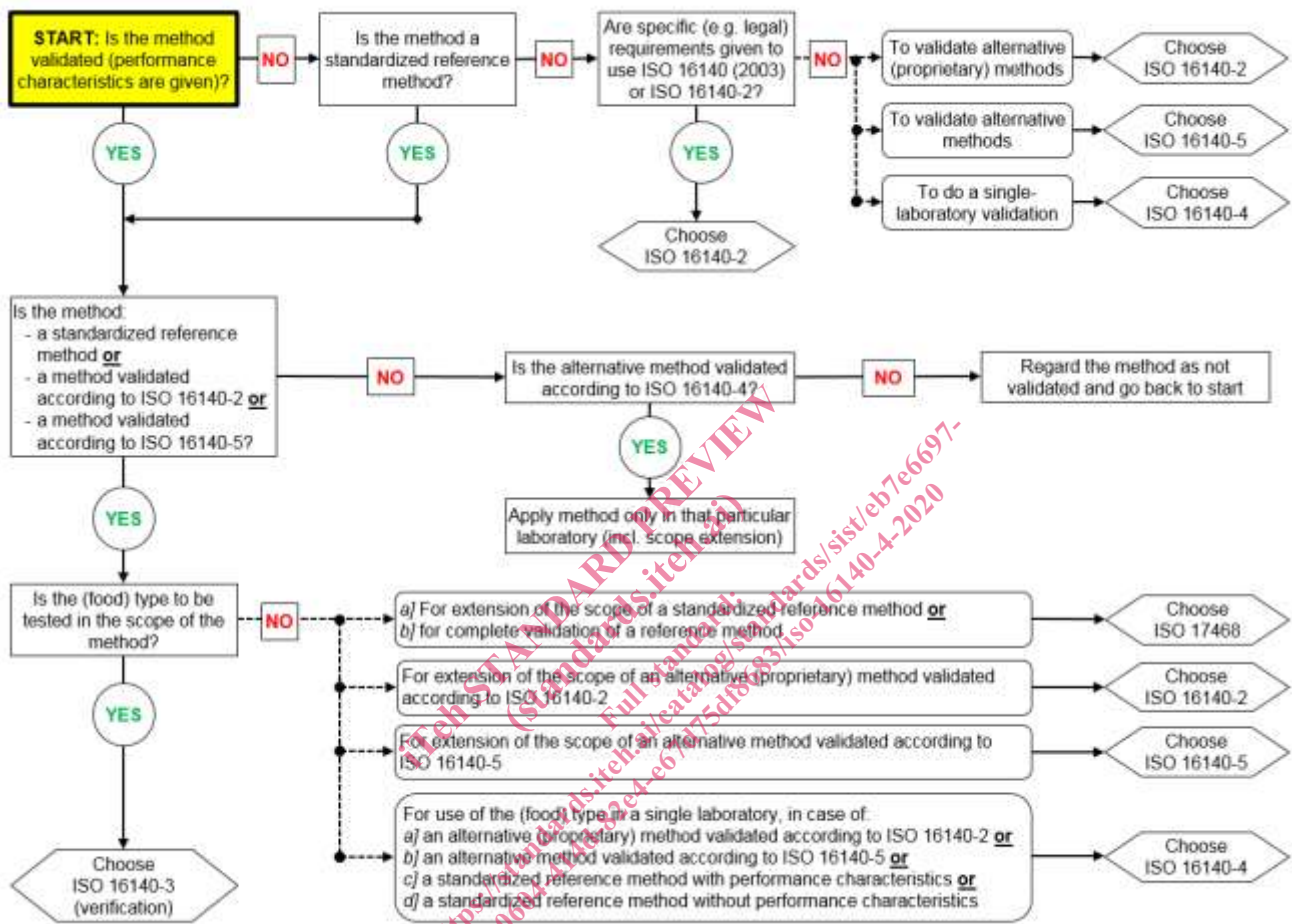 START: Is the method
validated (performance
characteristics are given)?
NO
Is the method a
standardized reference
method?
NO
Are specific (e.g. legal)
requirements given to
use ISO 16140 (2003)
or ISO 16140-2?
NO
To validate alternative
(proprietary) methods
Choose
ISO 16140-2
To validate alternative
methods
Choose
ISO 16140-5
To do a single-
laboratory validation
Choose
ISO 16140-4
YES
YES
YES
Choose
ISO 16140-2
Is the method:
- a standardized reference
method or
- a method validated
according to ISO 16140-2 or
- a method validated
according to ISO 16140-5?
NO
Is the alternative method validated
according to ISO 16140-4?
NO
Regard the method as not
validated and go back to start
YES
Apply method only in that particular
laboratory (incl. scope extension)
YES
Is the (food) type to be
tested in the scope of the
method?
NO
a] For extension of the scope of a standardized reference method or
b] for complete validation of a reference method
Choose
ISO 17468
For extension of the scope of an alternative (proprietary) method validated
according to ISO 16140-2
Choose
ISO 16140-2
For extension of the scope of an alternative method validated according to
ISO 16140-5
Choose
ISO 16140-5
For use of the (food) type in a single laboratory, in case of:
a] an alternative (proprietary) method validated according to ISO 16140-2 or
b] an alternative method validated according to ISO 16140-5 or
c] a standardized reference method with performance characteristics or
d] a standardized reference method without performance characteristics
Choose
ISO 16140-4
YES
Choose
ISO 16140-3
(verification)
iTeh STANDARD PREVIEW
(standards.iteh.ai)
Full standard: